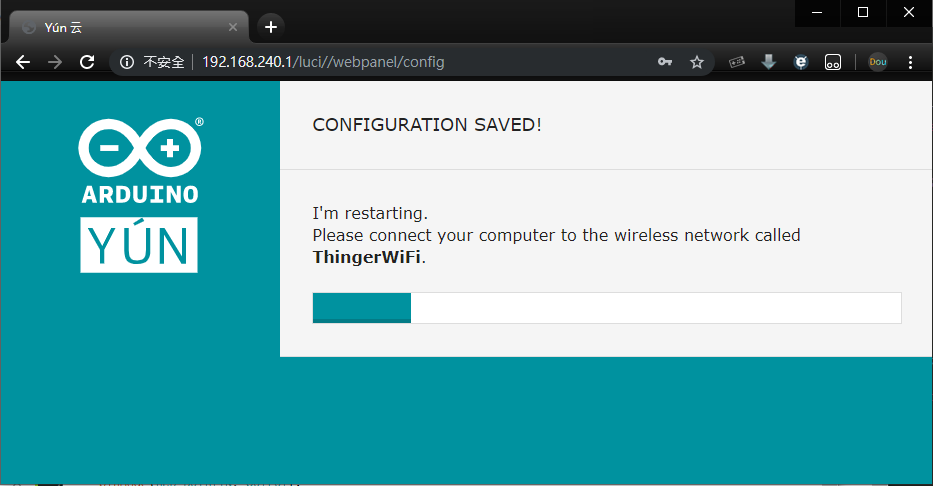 Yún 云
不安全 192.168.240.1/luci//webpanel/config
Dou
ARDUINO
YÚN
CONFIGURATION SAVED!
I'm restarting.
Please connect your computer to the wireless network called
ThingerWiFi.